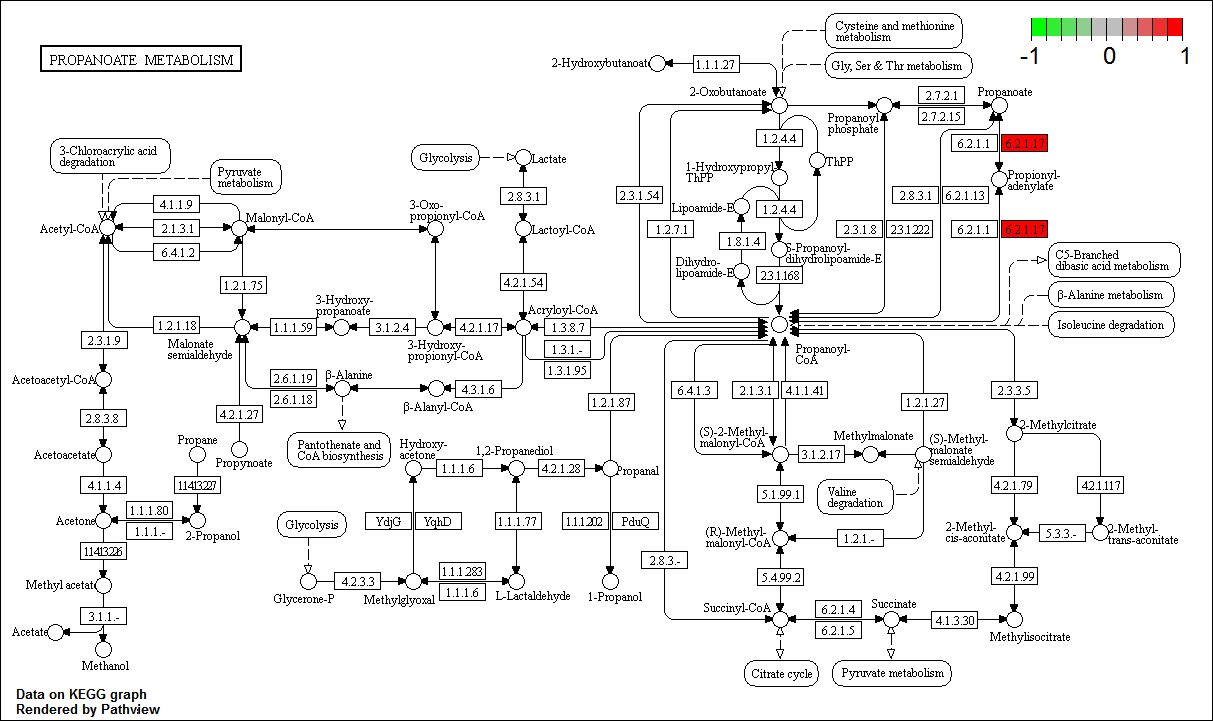 PROPANOATE METABOLISM
-1
0
1
Cysteine and methionine
metabolism
Gly, Ser & Thr metabolism
2-Hydroxybutanoate
1.1.1.27
2-Oxobutanoate
Propanoyl
phosphate
2.7.2.1
2.7.2.15
Propanoate
6.2.1.1
6.2.1.17
Propionyl-
adenylate
6.2.1.1
6.2.1.17
2.8.3.1
6.2.1.13
2.3.1.8
2.3.1.222
1.2.4.4
ThPP
1-Hydroxypropyl-
ThPP
1.2.4.4
Lipoamide-E
1.8.1.4
S-Propanoyl-
dihydrolipoamide-E
Dihydro-
lipoamide-E
2.3.1.168
2.3.1.54
1.2.7.1
C5-Branched
dibasic acid metabolism
β-Alanine metabolism
Isoleucine degradation
3-Chloroacrylic acid
degradation
Pyruvate
metabolism
Glycolysis
Lactate
2.8.3.1
Lactoyl-CoA
4.2.1.54
Acryloyl-CoA
4.1.1.9
2.1.3.1
6.4.1.2
Acetyl-CoA
Malonyl-CoA
3-Oxo-
propionyl-CoA
1.2.1.75
1.2.1.18
Malonate
semialdehyde
1.1.1.59
3-Hydroxy-
propanoate
3.1.2.4
3-Hydroxy-
propionyl-CoA
4.2.1.17
1.3.8.7
1.3.1.-
1.3.1.95
Propanoyl-
CoA
2.3.1.9
Acetoacetyl-CoA
2.8.3.8
Acetoacetate
4.1.1.4
Acetone
1.1.1.80
1.1.1.-
2-Propanol
Propane
1.14.13.227
1.14.13.226
Methyl acetate
3.1.1.-
Acetate
Methanol
2.6.1.19
2.6.1.18
β-Alanine
4.3.1.6
β-Alanyl-CoA
4.2.1.27
Propynoate
Pantothenate and
CoA biosynthesis
Hydroxy-
acetone
1.1.1.6
1,2-Propanediol
4.2.1.28
Propanal
1.2.1.87
YdjG
YqhD
1.1.1.77
1.1.1.202
PduQ
Glycolysis
Glycerone-P
4.2.3.3
Methylglyoxal
1.1.1.283
1.1.1.6
L-Lactaldehyde
1-Propanol
6.4.1.3
2.1.3.1
4.1.1.41
1.2.1.27
2.3.3.5
(S)-2-Methyl-
malonyl-CoA
3.1.2.17
Methylmalonate
(S)-Methyl-
malonate
semialdehyde
Valine
degradation
5.1.99.1
(R)-Methyl-
malonyl-CoA
1.2.1.-
5.4.99.2
2.8.3.-
Succinyl-CoA
6.2.1.4
6.2.1.5
Succinate
4.1.3.30
Methylisocitrate
Citrate cycle
Pyruvate metabolism
2-Methylcitrate
4.2.1.79
4.2.1.117
2-Methyl-
cis-aconitate
5.3.3.-
2-Methyl-
trans-aconitate
4.2.1.99
Data on KEGG graph
Rendered by Pathview